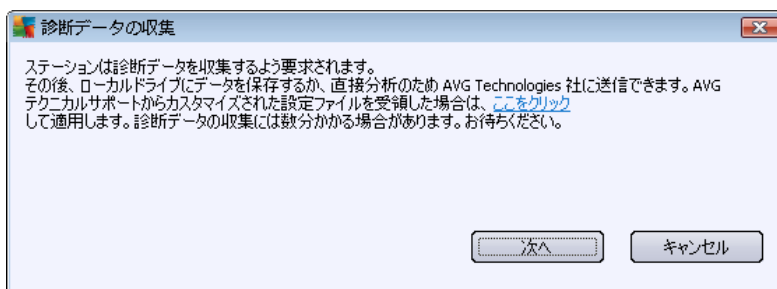 診断データの収集
ステーションは診断データを収集するよう要求されます。
その後、ローカルドライブにデータを保存するか、直接分析のため AVG Technologies 社に送信できます。AVG
テクニカルサポートからカスタマイズされた設定ファイルを受領した場合は、ここをクリック
して適用します。診断データの収集には数分かかる場合があります。お待ちください。
次へ
キャンセル